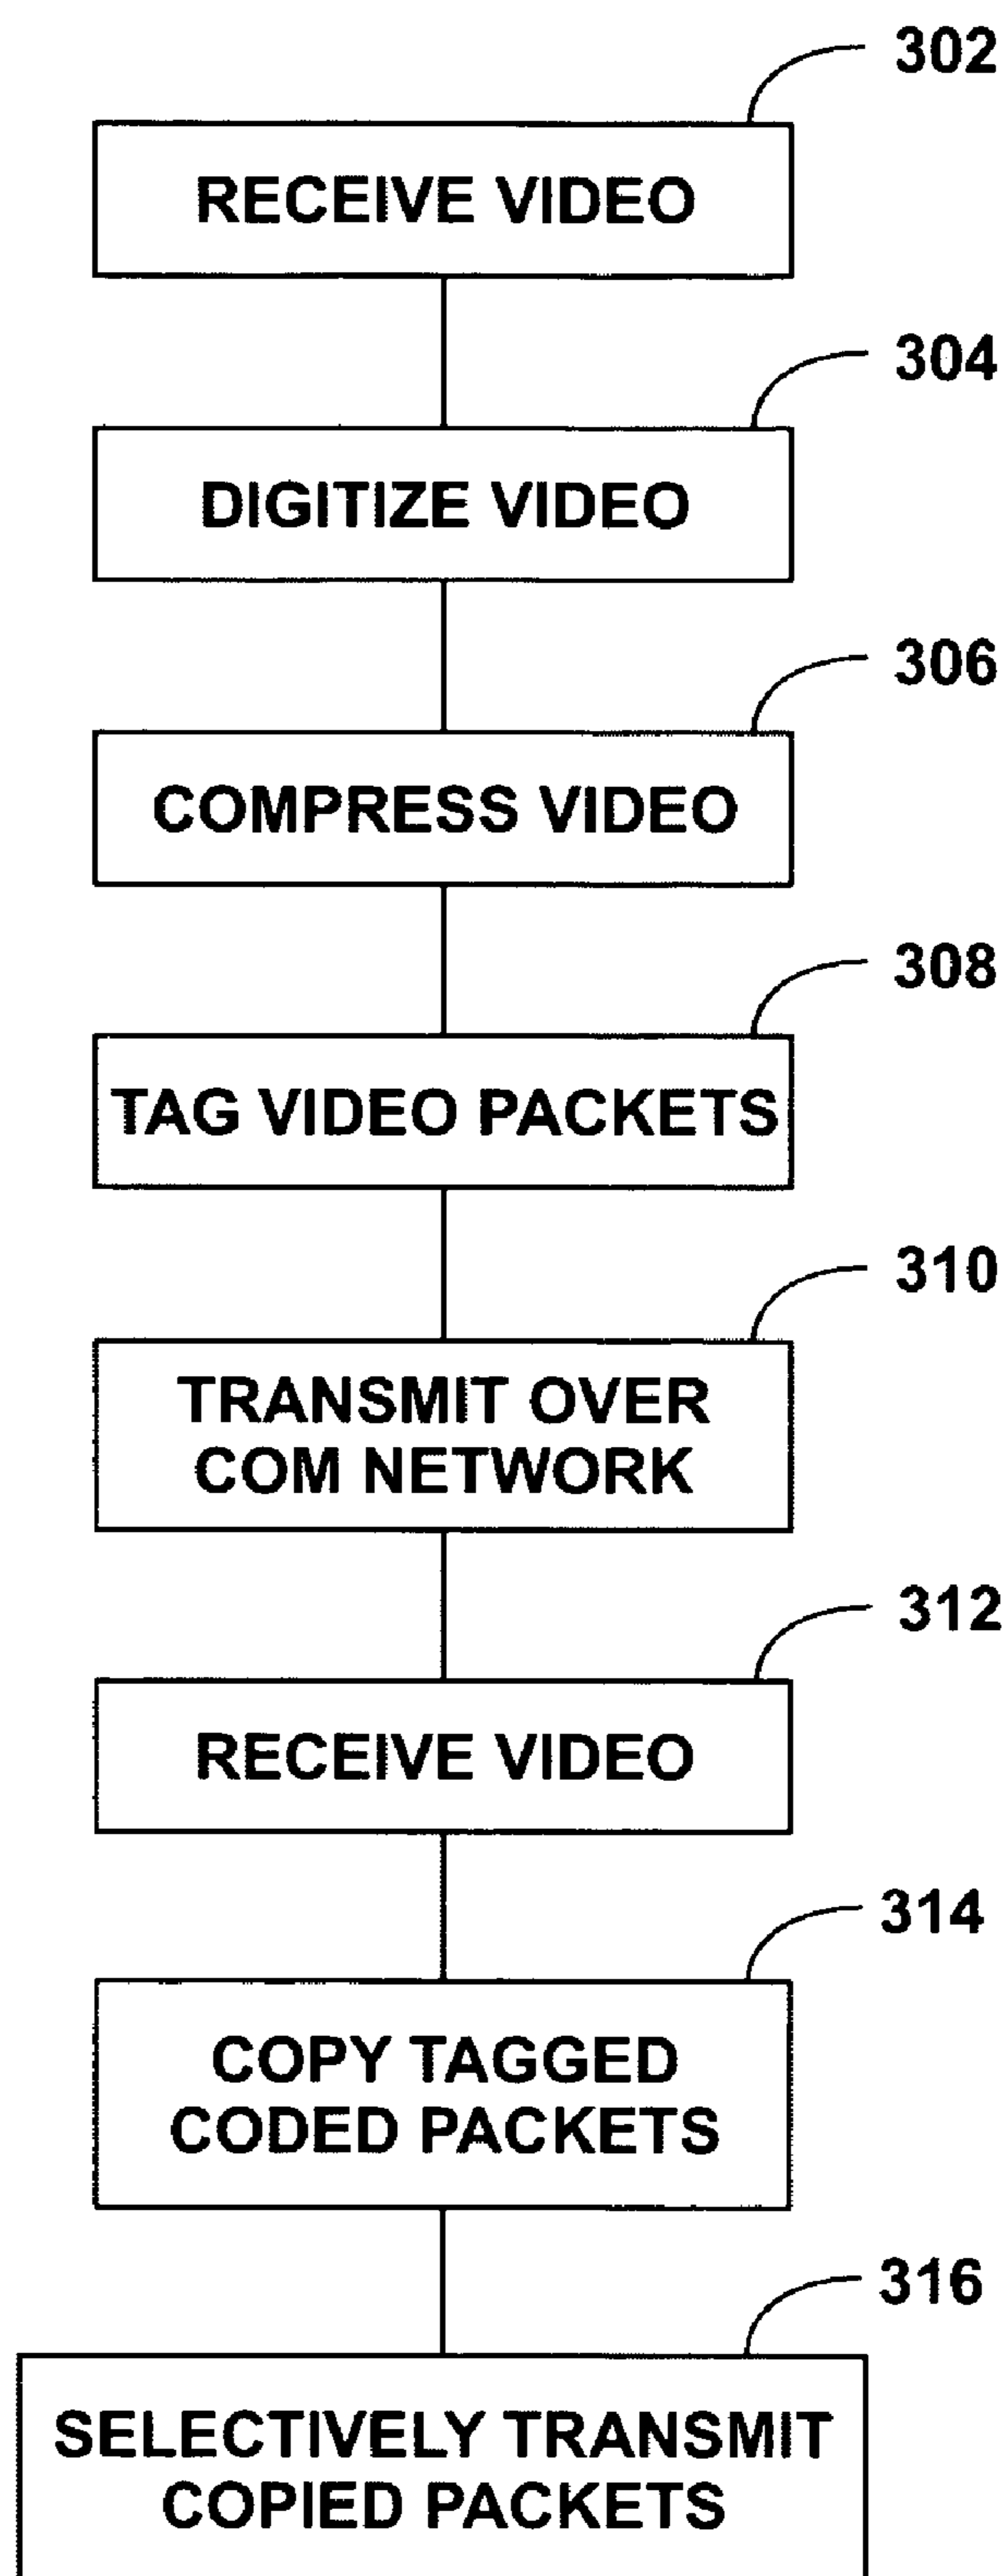 302
RECEIVE VIDEO
304
DIGITIZE VIDEO
306
COMPRESS VIDEO
308
TAG VIDEO PACKETS
310
TRANSMIT OVER
COM NETWORK
312
RECEIVE VIDEO
314
COPY TAGGED
CODED PACKETS
316
SELECTIVELY TRANSMIT
COPIED PACKETS